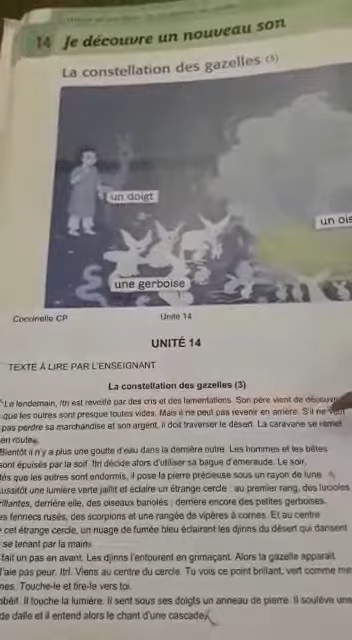 14 Je découvre un nouveau son
La constellation des gazelles (3)
un doigt
un ois
une gerboise
Coccinelle CP
Unité 14
UNITÉ 14
TEXTE À LIRE PAR L'ENSEIGNANT
La constellation des gazelles (3)
Le lendemain, Itri est réveillé par des cris et des lamentations. Son père vient de découvrir
que les outres sont presque toutes vides. Mais il ne peut pas revenir en arrière. S'il ne veut
pas perdre sa marchandise et son argent, il doit traverser le désert. La caravane se remet
en route.
Bientôt il n'y a plus une goutte d'eau dans la dernière outre. Les hommes et les bêtes
sont épuisés par la soif. Itri décide alors d'utiliser sa bague d'émeraude. Le soir,
dès que les autres sont endormis, il pose la pierre précieuse sous un rayon de lune.
ussitôt une lumière verte jaillit et éclaire un étrange cercle : au premier rang, des lucioles
rillantes, derrière elle, des oiseaux bariolés ; derrière encore des petites gerboises,
es fennecs rusés, des scorpions et une rangée de vipères à cornes. Et au centre
cet étrange cercle, un nuage de fumée bleu éclairant les djinns du désert qui dansent
se tenant par la main.
fait un pas en avant. Les djinns l'entourent en grimaçant. Alors la gazelle apparaît.
'aie pas peur, Itri. Viens au centre du cercle. Tu vois ce point brillant, vert comme me
nes. Touche-le et tire-le vers toi.
obéit. Il touche la lumière. Il sent sous ses doigts un anneau de pierre. Il soulève une
de dalle et il entend alors le chant d'une cascade.